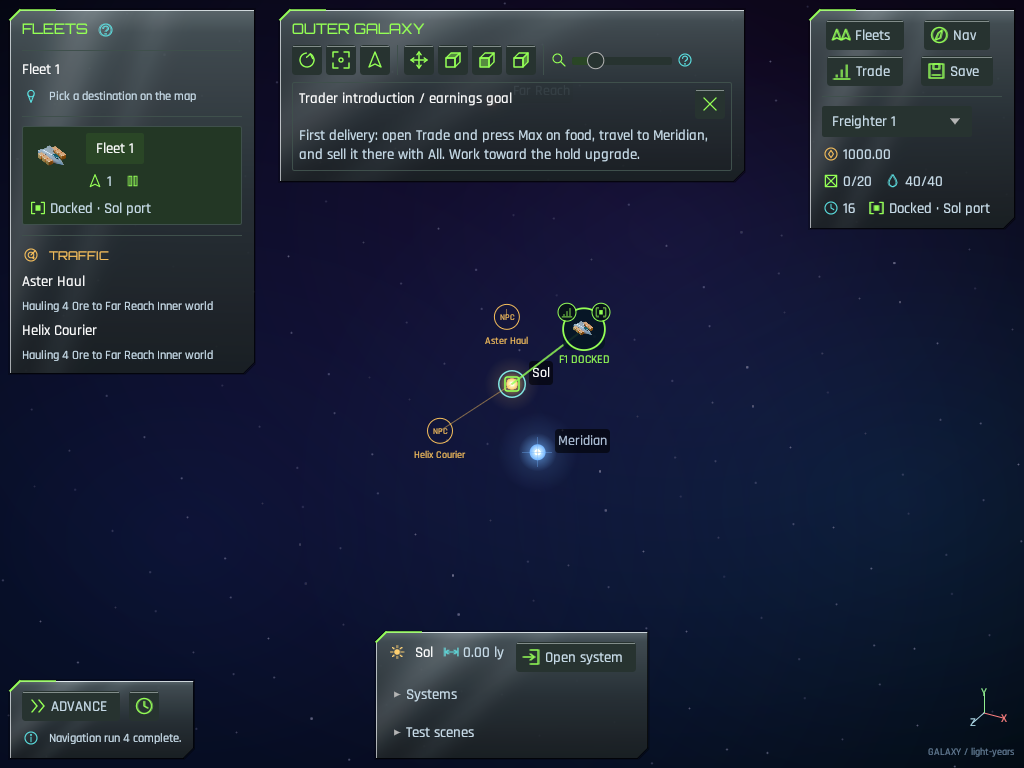 FLEETS
Fleet 1
Pick a destination on the map
Fleet 1
1
Docked · Sol port
TRAFFIC
Aster Haul
Hauling 4 Ore to Far Reach Inner world
Helix Courier
Hauling 4 Ore to Far Reach Inner world
OUTER GALAXY
Far Reach
Trader introduction / earnings goal
First delivery: open Trade and press Max on food, travel to Meridian,
and sell it there with All. Work toward the hold upgrade.
Fleets
Nav
Trade
Save
Freighter 1
1000.00
0/20 40/40
16 Docked · Sol port
NPC
Aster Haul
F1 DOCKED
Sol
NPC
Helix Courier
Meridian
Sol 0.00 ly Open system
Systems
Test scenes
ADVANCE
Navigation run 4 complete.
Y
Z X
GALAXY / light-years